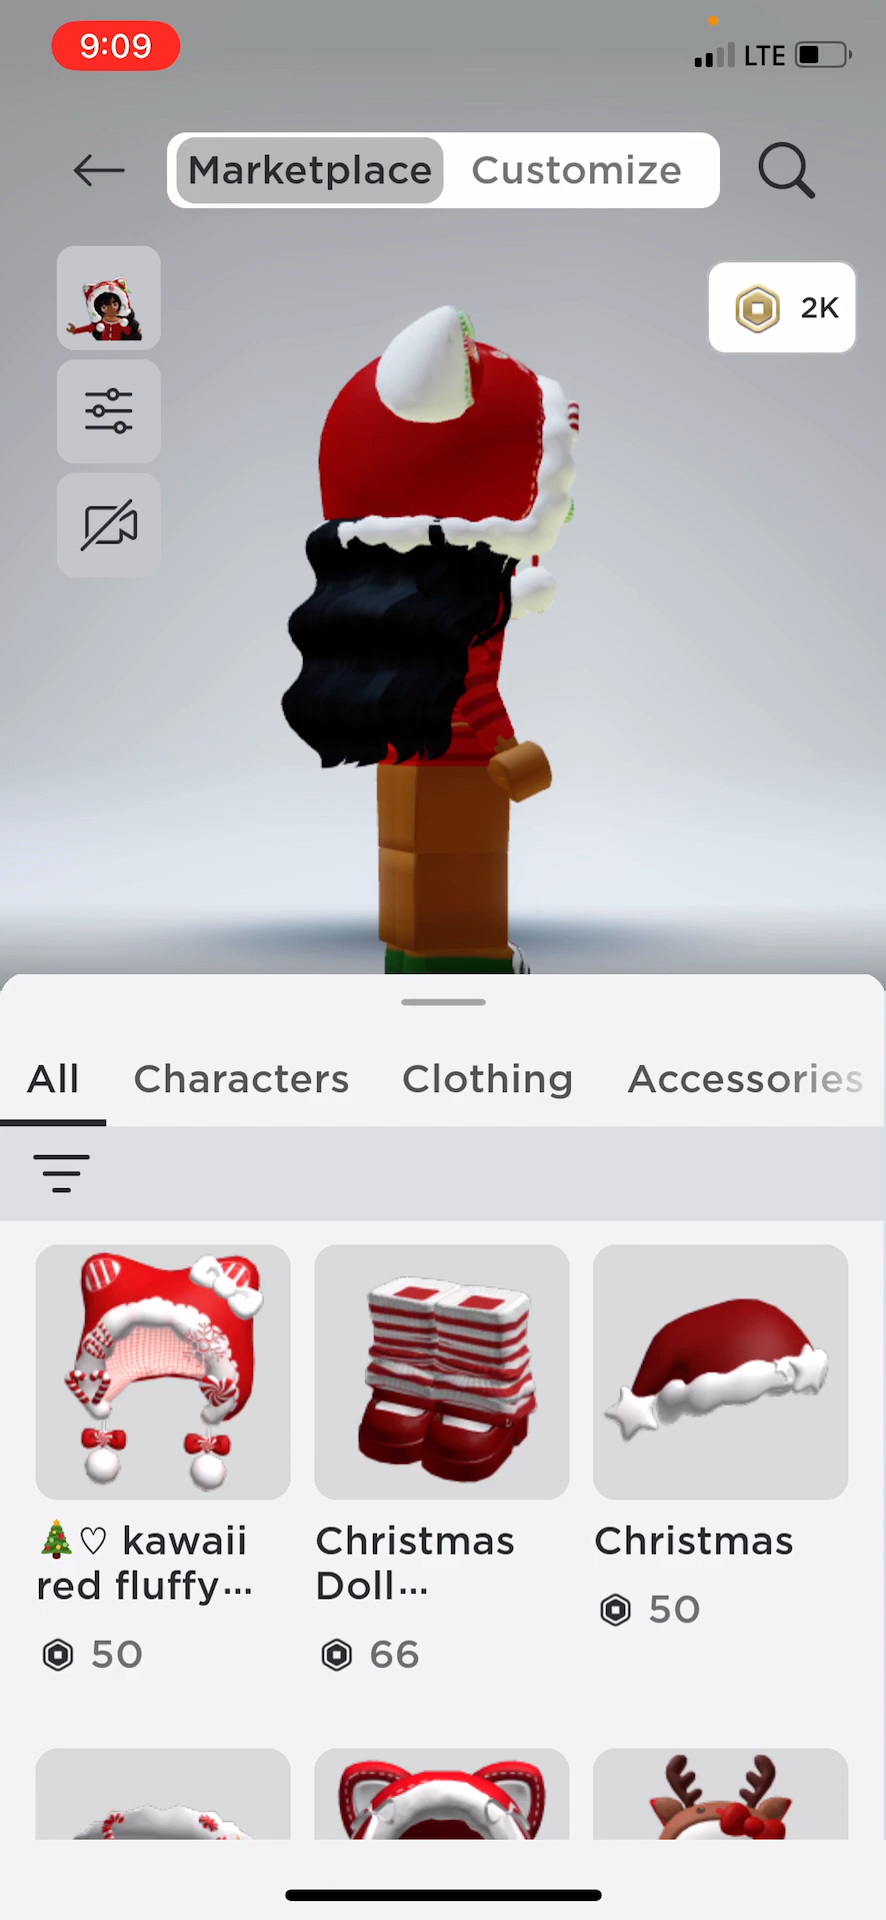 9:09
LTE
Marketplace
Customize
2K
All
Characters
Clothing
Accessories
🎄♡ kawaii
red fluffy...
50
Christmas
Doll...
66
Christmas
50